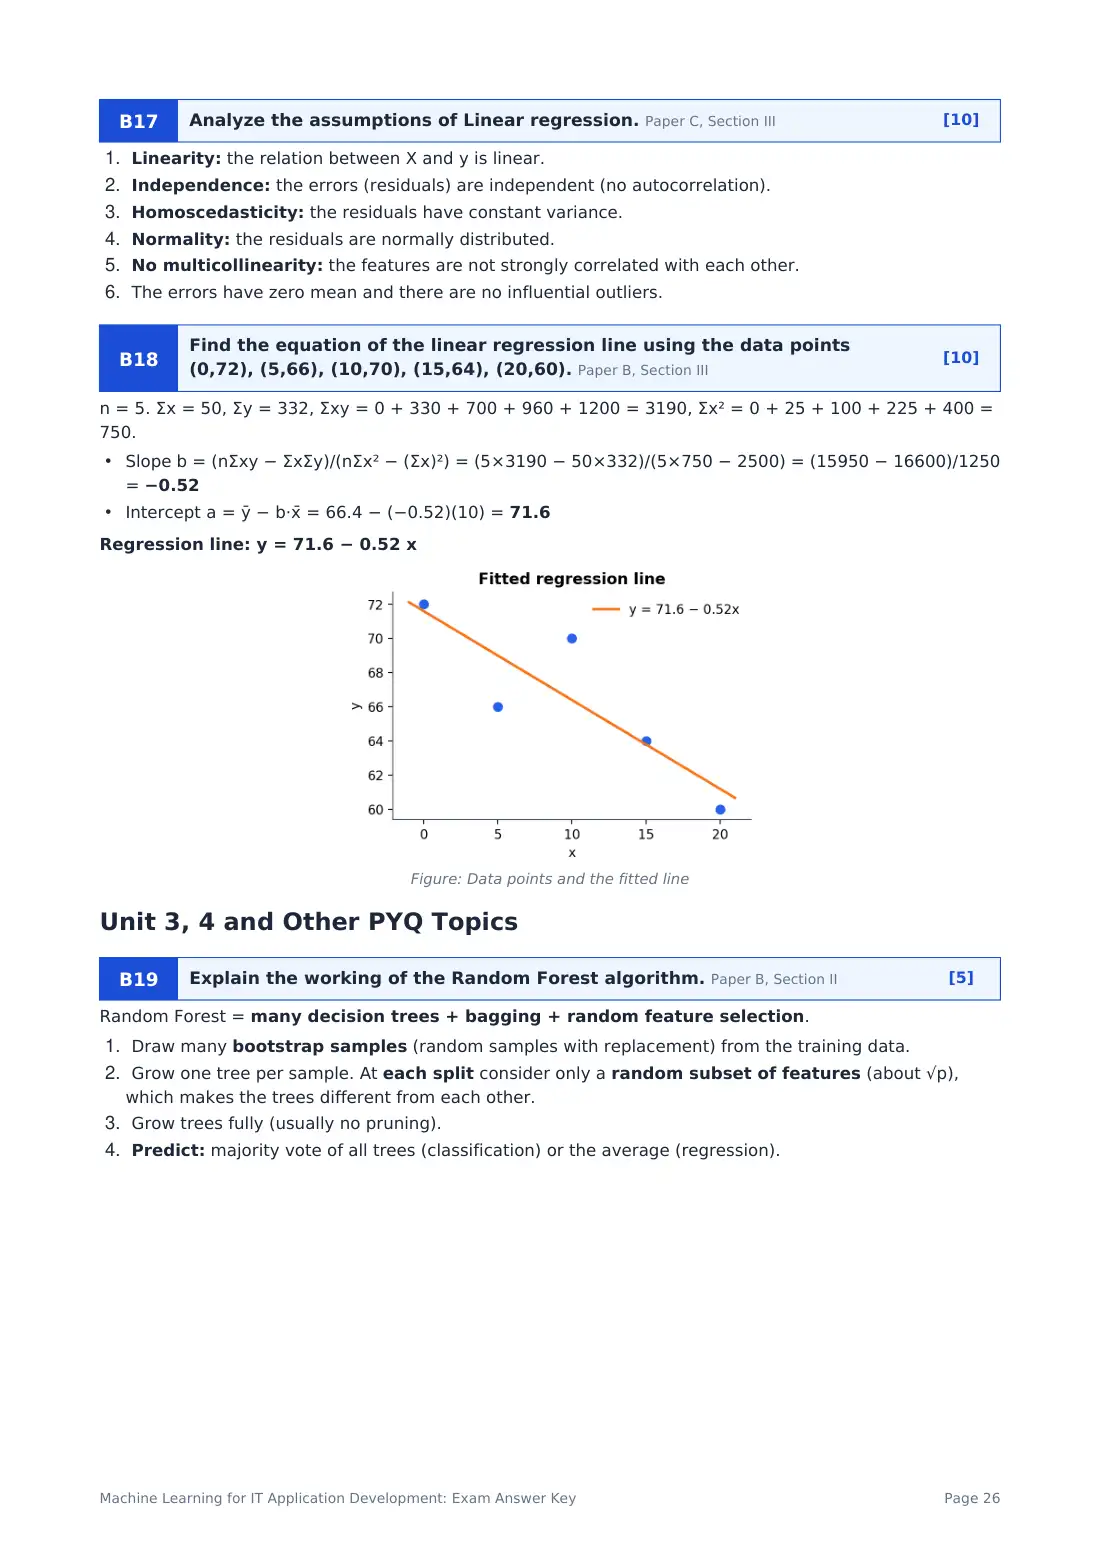 B17 Analyze the assumptions of Linear regression. Paper C, Section III [10]
1. Linearity: the relation between X and y is linear.
2. Independence: the errors (residuals) are independent (no autocorrelation).
3. Homoscedasticity: the residuals have constant variance.
4. Normality: the residuals are normally distributed.
5. No multicollinearity: the features are not strongly correlated with each other.
6. The errors have zero mean and there are no influential outliers.
B18 Find the equation of the linear regression line using the data points
(0,72), (5,66), (10,70), (15,64), (20,60). Paper B, Section III [10]
n = 5. Σx = 50, Σy = 332, Σxy = 0 + 330 + 700 + 960 + 1200 = 3190, Σx² = 0 + 25 + 100 + 225 + 400 =
750.
• Slope b = (nΣxy − ΣxΣy)/(nΣx² − (Σx)²) = (5×3190 − 50×332)/(5×750 − 2500) = (15950 − 16600)/1250
= −0.52
• Intercept a = ȳ − b·x̄ = 66.4 − (−0.52)(10) = 71.6
Regression line: y = 71.6 − 0.52 x
Fitted regression line
y = 71.6 − 0.52x
72
70
68
66
64
62
60
y
0 5 10 15 20
x
Figure: Data points and the fitted line
Unit 3, 4 and Other PYQ Topics
B19 Explain the working of the Random Forest algorithm. Paper B, Section II [5]
Random Forest = many decision trees + bagging + random feature selection.
1. Draw many bootstrap samples (random samples with replacement) from the training data.
2. Grow one tree per sample. At each split consider only a random subset of features (about √p),
which makes the trees different from each other.
3. Grow trees fully (usually no pruning).
4. Predict: majority vote of all trees (classification) or the average (regression).
Machine Learning for IT Application Development: Exam Answer Key Page 26